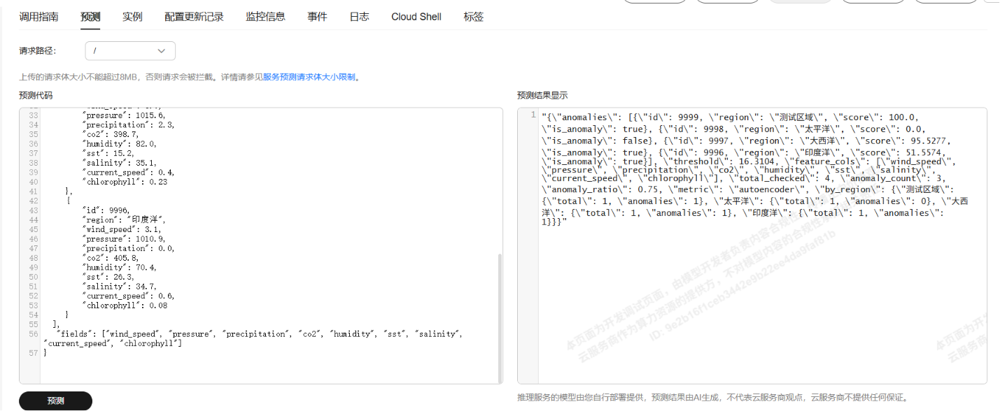 调用指南 预测 实例 配置更新记录 监控信息 事件 日志 Cloud Shell 标签
请求路径： /
上传的请求体大小不能超过8MB，否则请求会被拦截。详情请参见服务预测请求体大小限制。
预测代码
33 "pressure": 1015.6,
34 "precipitation": 2.3,
35 "co2": 398.7,
36 "humidity": 82.0,
37 "sst": 15.2,
38 "salinity": 35.1,
39 "current_speed": 0.4,
40 "chlorophyll": 0.23
41 },
42 {
43 "id": 9996,
44 "region": "印度洋",
45 "wind_speed": 3.1,
46 "pressure": 1010.9,
47 "precipitation": 0.0,
48 "co2": 405.8,
49 "humidity": 70.4,
50 "sst": 26.3,
51 "salinity": 34.7,
52 "current_speed": 0.6,
53 "chlorophyll": 0.08
54 }
55 ],
56 "fields": ["wind_speed", "pressure", "precipitation", "co2", "humidity", "sst", "salinity",
"current_speed", "chlorophyll"]
57 }
预测
预测结果显示
1 "{\"anomalies\": [{\"id\": 9999, \"region\": \"测试区域\", \"score\": 100.0,
\"is_anomaly\": true}, {\"id\": 9998, \"region\": \"太平洋\", \"score\": 0.0,
\"is_anomaly\": false}, {\"id\": 9997, \"region\": \"大西洋\", \"score\": 95.5277,
\"is_anomaly\": true}, {\"id\": 9996, \"region\": \"印度洋\", \"score\": 51.5574,
\"is_anomaly\": true}], \"threshold\": 16.3104, \"feature_cols\": [\"wind_speed\",
\"pressure\", \"precipitation\", \"co2\", \"humidity\", \"sst\", \"salinity\",
\"current_speed\", \"chlorophyll\"], \"total_checked\": 4, \"anomaly_count\": 3,
\"anomaly_ratio\": 0.75, \"metric\": \"autoencoder\", \"by_region\": {\"测试区域\":
{\"total\": 1, \"anomalies\": 1}, \"太平洋\": {\"total\": 1, \"anomalies\": 0}, \"大西
洋\": {\"total\": 1, \"anomalies\": 1}, \"印度洋\": {\"total\": 1, \"anomalies\":
1}}}"
本页面为开发调试页面，由模型开发者负责内容合规性
云服务商作为算力资源的提供方，不对模型内容的合规性
ID: 9e2b16f1ceb3442e9b22ee4da9faf81b
本页面为开
云服务商
推理服务的模型由您自行部署提供，预测结果由AI生成，不代表云服务商观点，云服务商不提供任何保证。